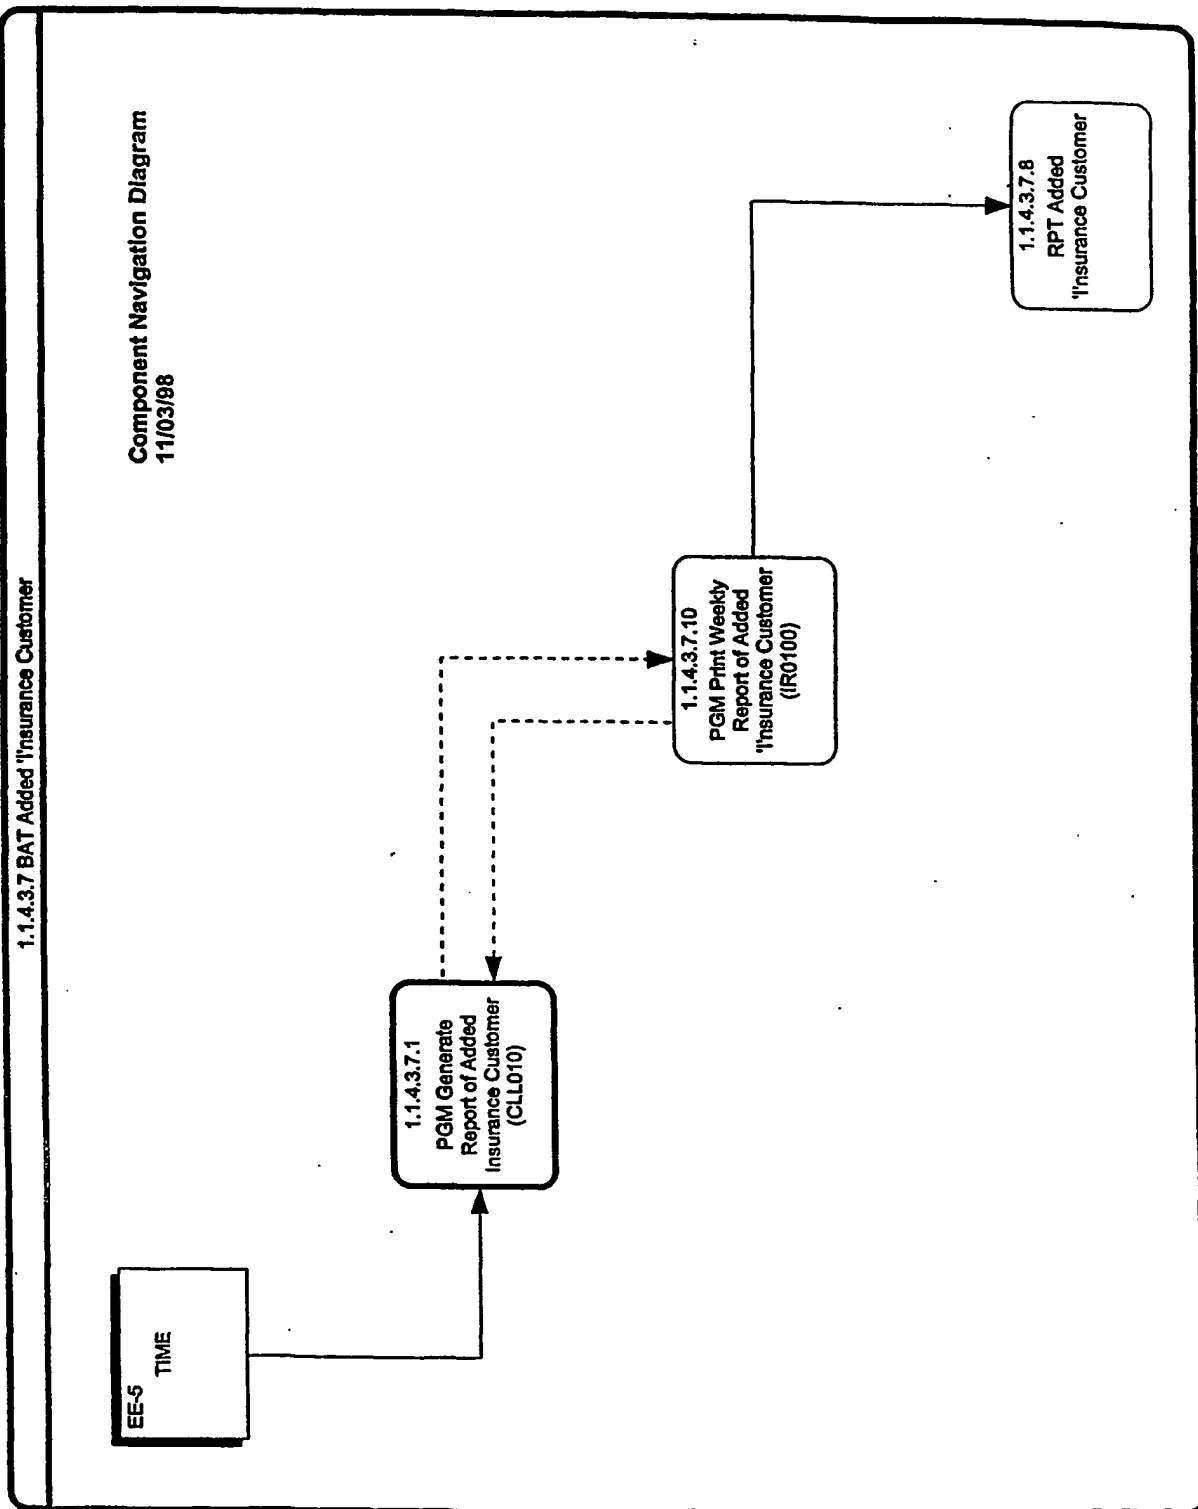 1.1.4.3.7 BAT Added 'I'nsurance Customer
Component Navigation Diagram
11/03/98
EE-5
TIME
1.1.4.3.7.1
PGM Generate
Report of Added
Insurance Customer
(CLL010)
1.1.4.3.7.10
PGM Print Weekly
Report of Added
'I'nsurance Customer
(IR0100)
1.1.4.3.7.8
RPT Added
'I'nsurance Customer